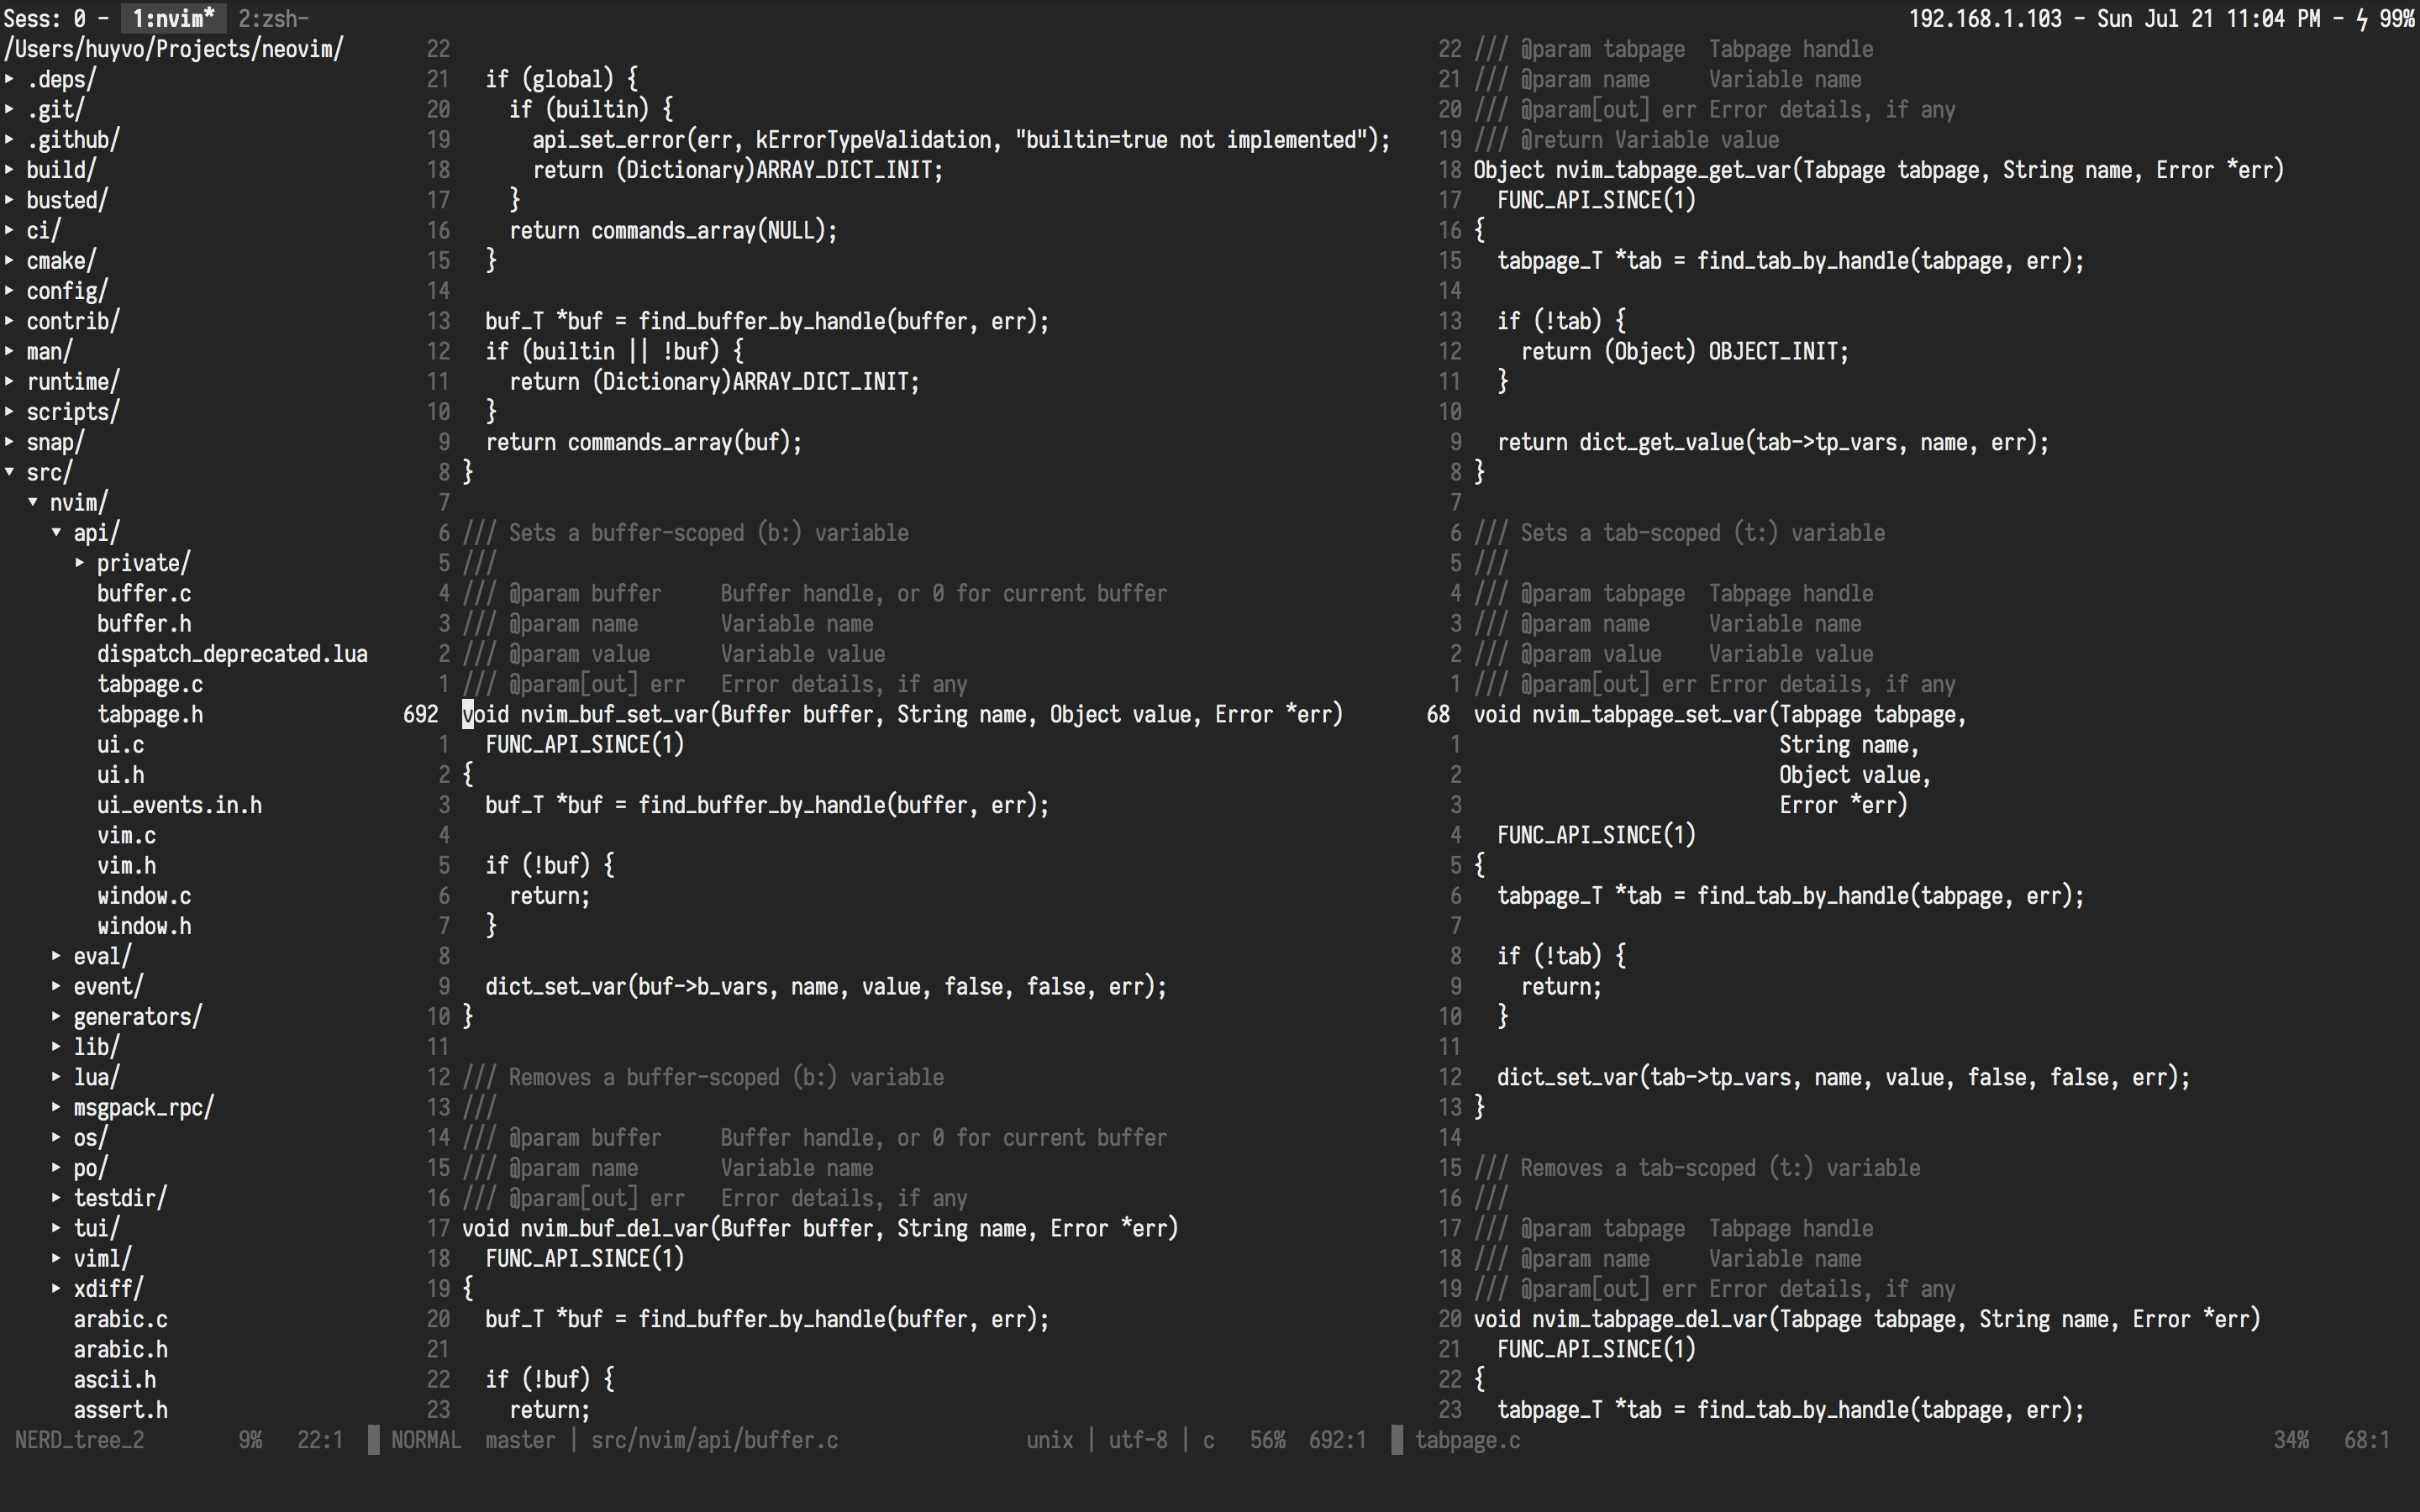 Sess: 0 - 1:nvim* 2:zsh-
192.168.1.103 - Sun Jul 21 11:04 PM - ϟ 99%
/Users/huyvo/Projects/neovim/
▸ .deps/
▸ .git/
▸ .github/
▸ build/
▸ busted/
▸ ci/
▸ cmake/
▸ config/
▸ contrib/
▸ man/
▸ runtime/
▸ scripts/
▸ snap/
▾ src/
  ▾ nvim/
    ▾ api/
      ▸ private/
        buffer.c
        buffer.h
        dispatch_deprecated.lua
        tabpage.c
        tabpage.h
        ui.c
        ui.h
        ui_events.in.h
        vim.c
        vim.h
        window.c
        window.h
    ▸ eval/
    ▸ event/
    ▸ generators/
    ▸ lib/
    ▸ lua/
    ▸ msgpack_rpc/
    ▸ os/
    ▸ po/
    ▸ testdir/
    ▸ tui/
    ▸ viml/
    ▸ xdiff/
      arabic.c
      arabic.h
      ascii.h
      assert.h
NERD_tree_2 9% 22:1
22
21   if (global) {
20     if (builtin) {
19       api_set_error(err, kErrorTypeValidation, "builtin=true not implemented");
18       return (Dictionary)ARRAY_DICT_INIT;
17     }
16     return commands_array(NULL);
15   }
14
13   buf_T *buf = find_buffer_by_handle(buffer, err);
12   if (builtin || !buf) {
11     return (Dictionary)ARRAY_DICT_INIT;
10   }
9   return commands_array(buf);
8 }
7
6 /// Sets a buffer-scoped (b:) variable
5 ///
4 /// @param buffer     Buffer handle, or 0 for current buffer
3 /// @param name       Variable name
2 /// @param value      Variable value
1 /// @param[out] err   Error details, if any
692 void nvim_buf_set_var(Buffer buffer, String name, Object value, Error *err)
1   FUNC_API_SINCE(1)
2 {
3   buf_T *buf = find_buffer_by_handle(buffer, err);
4
5   if (!buf) {
6     return;
7   }
8
9   dict_set_var(buf->b_vars, name, value, false, false, err);
10 }
11
12 /// Removes a buffer-scoped (b:) variable
13 ///
14 /// @param buffer     Buffer handle, or 0 for current buffer
15 /// @param name       Variable name
16 /// @param[out] err   Error details, if any
17 void nvim_buf_del_var(Buffer buffer, String name, Error *err)
18   FUNC_API_SINCE(1)
19 {
20   buf_T *buf = find_buffer_by_handle(buffer, err);
21
22   if (!buf) {
23     return;
NORMAL master | src/nvim/api/buffer.c unix | utf-8 | c 56% 692:1
22 /// @param tabpage  Tabpage handle
21 /// @param name     Variable name
20 /// @param[out] err Error details, if any
19 /// @return Variable value
18 Object nvim_tabpage_get_var(Tabpage tabpage, String name, Error *err)
17   FUNC_API_SINCE(1)
16 {
15   tabpage_T *tab = find_tab_by_handle(tabpage, err);
14
13   if (!tab) {
12     return (Object) OBJECT_INIT;
11   }
10
9   return dict_get_value(tab->tp_vars, name, err);
8 }
7
6 /// Sets a tab-scoped (t:) variable
5 ///
4 /// @param tabpage  Tabpage handle
3 /// @param name     Variable name
2 /// @param value    Variable value
1 /// @param[out] err Error details, if any
68 void nvim_tabpage_set_var(Tabpage tabpage,
1                           String name,
2                           Object value,
3                           Error *err)
4   FUNC_API_SINCE(1)
5 {
6   tabpage_T *tab = find_tab_by_handle(tabpage, err);
7
8   if (!tab) {
9     return;
10   }
11
12   dict_set_var(tab->tp_vars, name, value, false, false, err);
13 }
14
15 /// Removes a tab-scoped (t:) variable
16 ///
17 /// @param tabpage  Tabpage handle
18 /// @param name     Variable name
19 /// @param[out] err Error details, if any
20 void nvim_tabpage_del_var(Tabpage tabpage, String name, Error *err)
21   FUNC_API_SINCE(1)
22 {
23   tabpage_T *tab = find_tab_by_handle(tabpage, err);
tabpage.c 34% 68:1